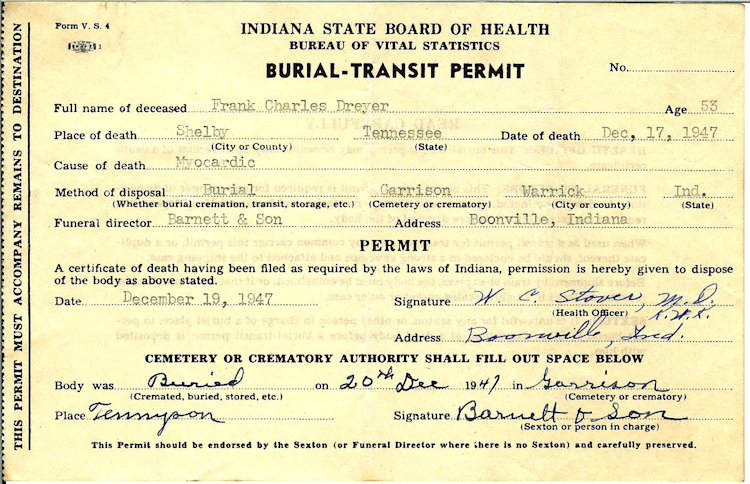 Form V. S. 4
INDIANA STATE BOARD OF HEALTH
BUREAU OF VITAL STATISTICS
BURIAL-TRANSIT PERMIT
No.
Full name of deceased Frank Charles Dreyer Age 53
Place of death Shelby Tennessee Date of death Dec, 17, 1947
(City or County) (State)
Cause of death Myocardic
Method of disposal Burial Garrison Warrick Ind.
(Whether burial cremation, transit, storage, etc.) (Cemetery or crematory) (City or county) (State)
Funeral director Barnett & Son Address Boonville, Indiana
PERMIT
A certificate of death having been filed as required by the laws of Indiana, permission is hereby given to dispose
of the body as above stated.
Date December 19, 1947 Signature W. C. Stover, M.D.
(Health Officer)
Address Boonville, Ind.
CEMETERY OR CREMATORY AUTHORITY SHALL FILL OUT SPACE BELOW
Body was Buried on 20th Dec 1947 in Garrison
(Cremated, buried, stored, etc.) (Cemetery or crematory)
Place Tennyson Signature Barnett & Son
(Sexton or person in charge)
This Permit should be endorsed by the Sexton (or Funeral Director where there is no Sexton) and carefully preserved.
THIS PERMIT MUST ACCOMPANY REMAINS TO DESTINATION